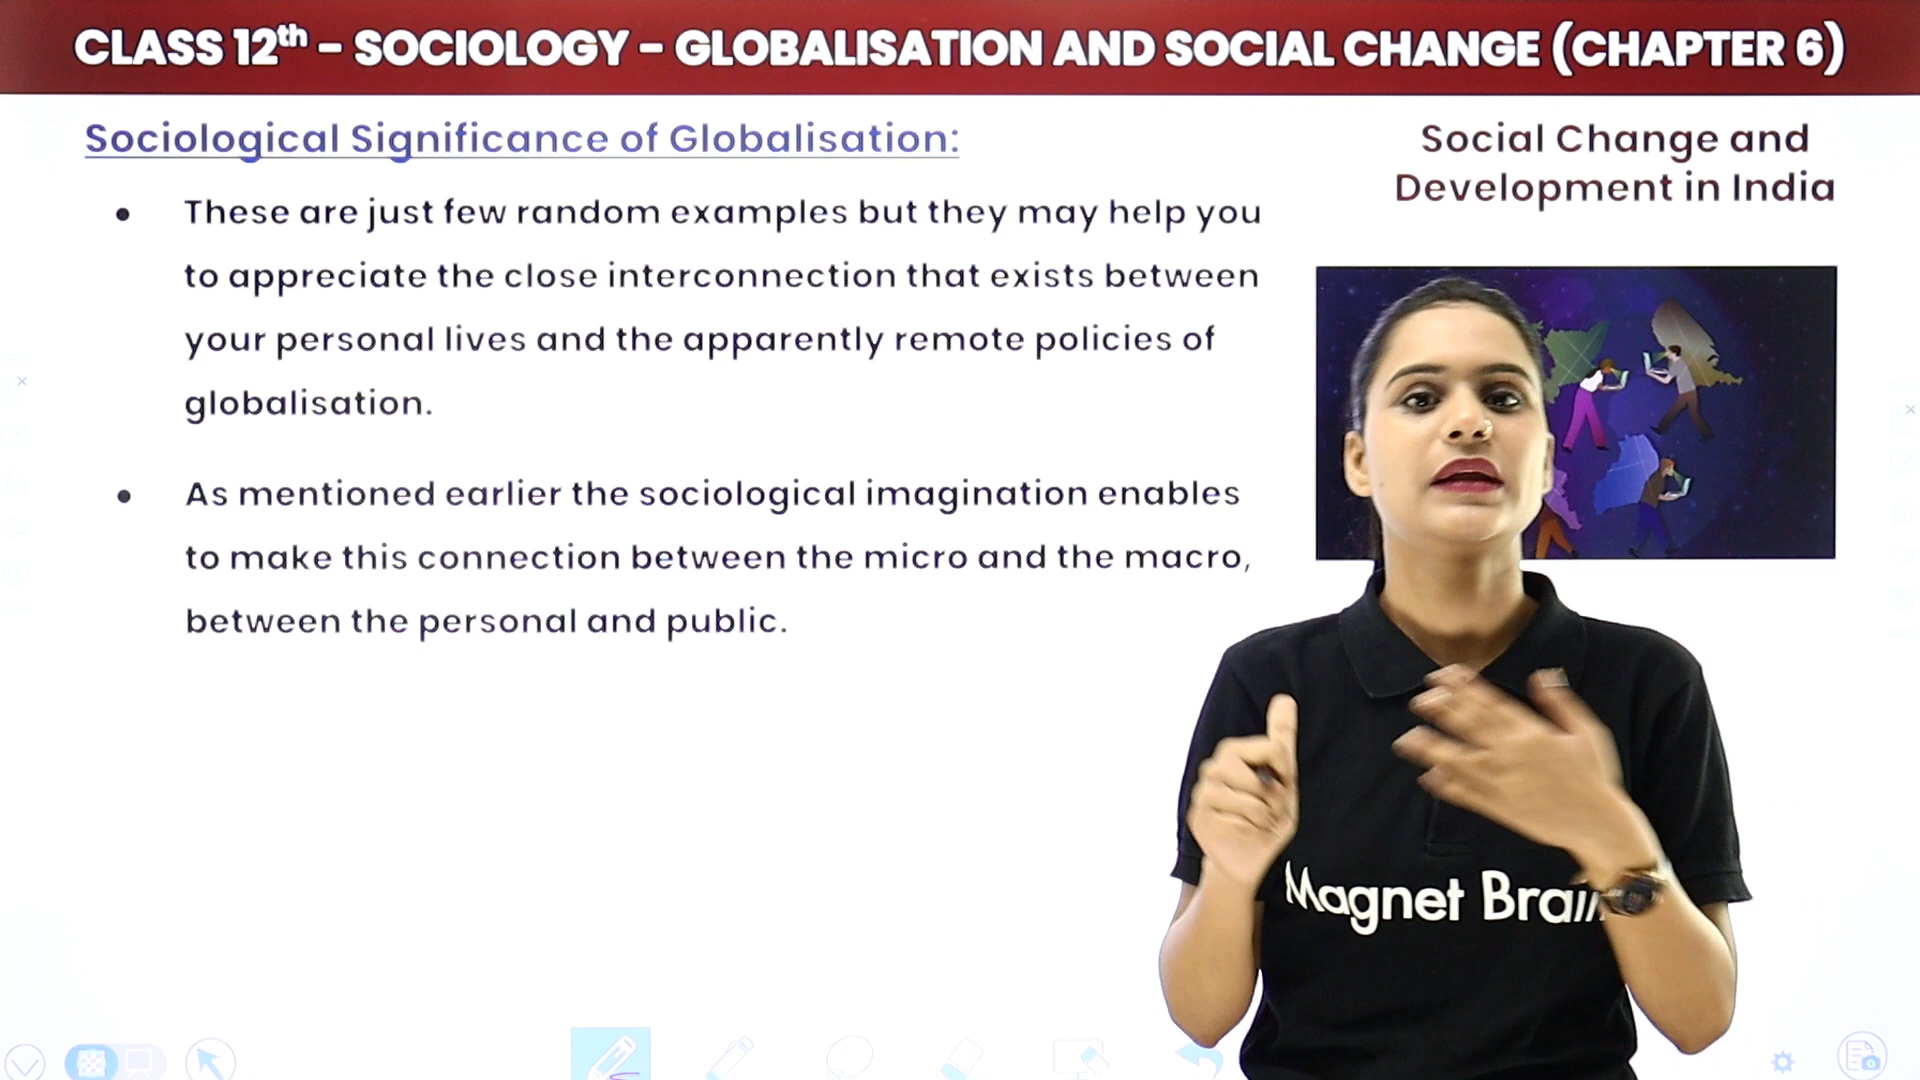 CLASS 12th – SOCIOLOGY – GLOBALISATION AND SOCIAL CHANGE (CHAPTER 6)
Sociological Significance of Globalisation:
• These are just few random examples but they may help you
to appreciate the close interconnection that exists between
your personal lives and the apparently remote policies of
globalisation.
• As mentioned earlier the sociological imagination enables
to make this connection between the micro and the macro,
between the personal and public.
Social Change and
Development in India
Magnet Brain